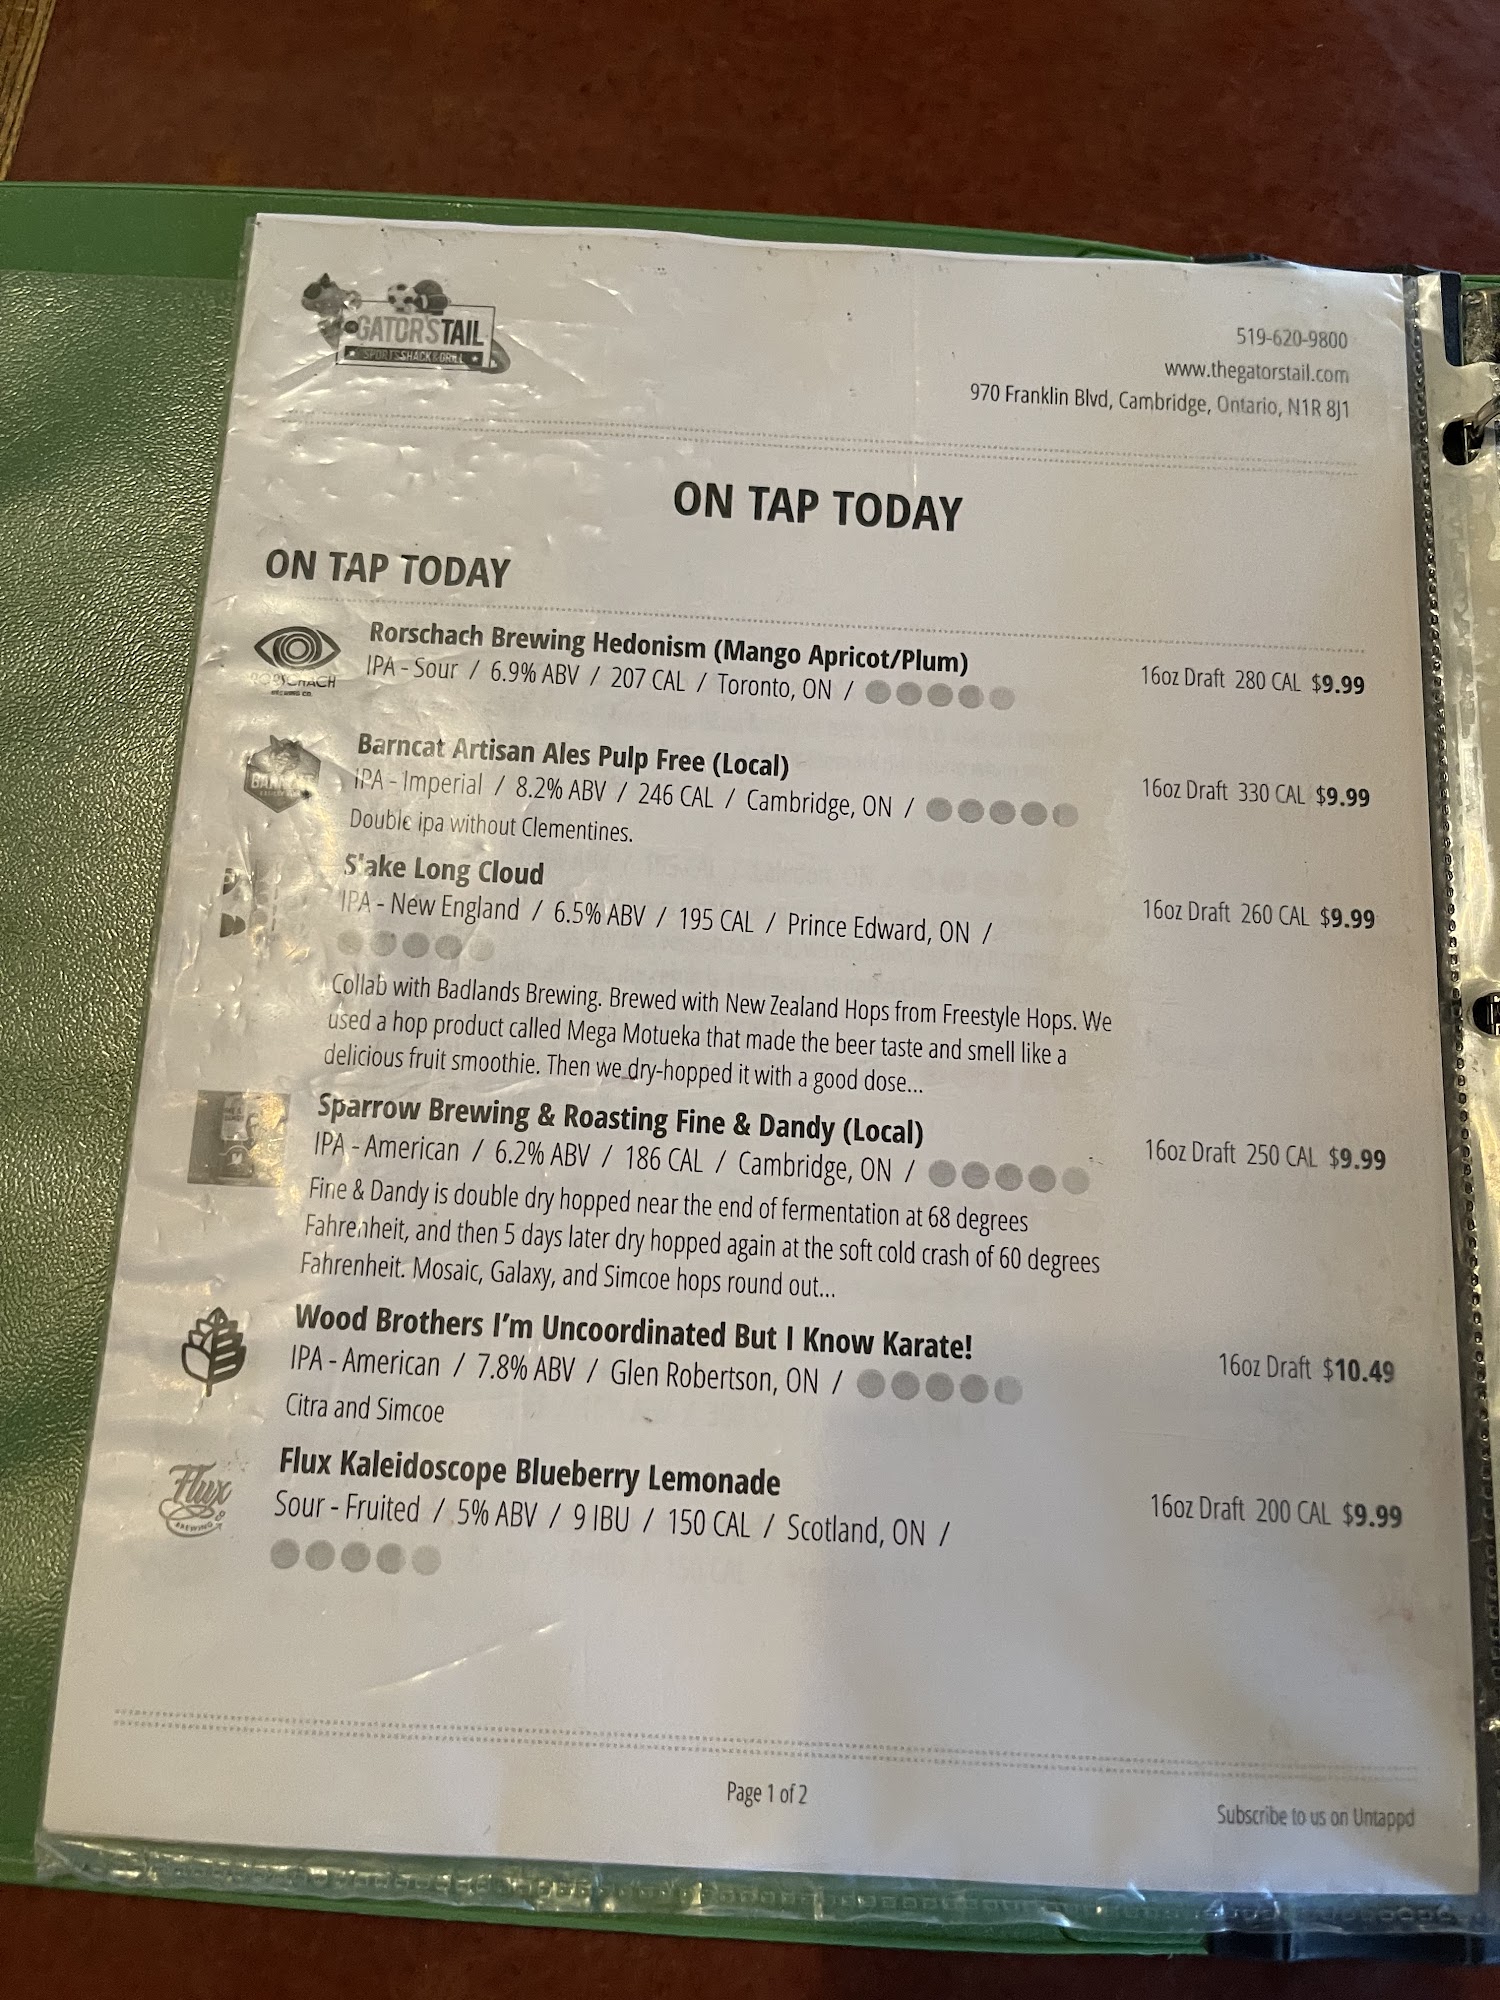 GATOR'S TAIL
SPORTS SHACK & GRILL
519-620-9800
www.thegatorstail.com
970 Franklin Blvd, Cambridge, Ontario, N1R 8J1
ON TAP TODAY
ON TAP TODAY
RORSCHACH
BREWING CO.
Rorschach Brewing Hedonism (Mango Apricot/Plum)
IPA - Sour / 6.9% ABV / 207 CAL / Toronto, ON /
16oz Draft 280 CAL $9.99
Barncat Artisan Ales Pulp Free (Local)
IPA - Imperial / 8.2% ABV / 246 CAL / Cambridge, ON /
16oz Draft 330 CAL $9.99
Double ipa without Clementines.
Slake Long Cloud
IPA - New England / 6.5% ABV / 195 CAL / Prince Edward, ON /
16oz Draft 260 CAL $9.99
Collab with Badlands Brewing. Brewed with New Zealand Hops from Freestyle Hops. We
used a hop product called Mega Motueka that made the beer taste and smell like a
delicious fruit smoothie. Then we dry-hopped it with a good dose...
Sparrow Brewing & Roasting Fine & Dandy (Local)
IPA - American / 6.2% ABV / 186 CAL / Cambridge, ON /
16oz Draft 250 CAL $9.99
Fine & Dandy is double dry hopped near the end of fermentation at 68 degrees
Fahrenheit, and then 5 days later dry hopped again at the soft cold crash of 60 degrees
Fahrenheit. Mosaic, Galaxy, and Simcoe hops round out...
Wood Brothers I'm Uncoordinated But I Know Karate!
IPA - American / 7.8% ABV / Glen Robertson, ON /
16oz Draft $10.49
Citra and Simcoe
Flux
BREWING
Flux Kaleidoscope Blueberry Lemonade
Sour - Fruited / 5% ABV / 9 IBU / 150 CAL / Scotland, ON /
16oz Draft 200 CAL $9.99
Page 1 of 2
Subscribe to us on Untappd